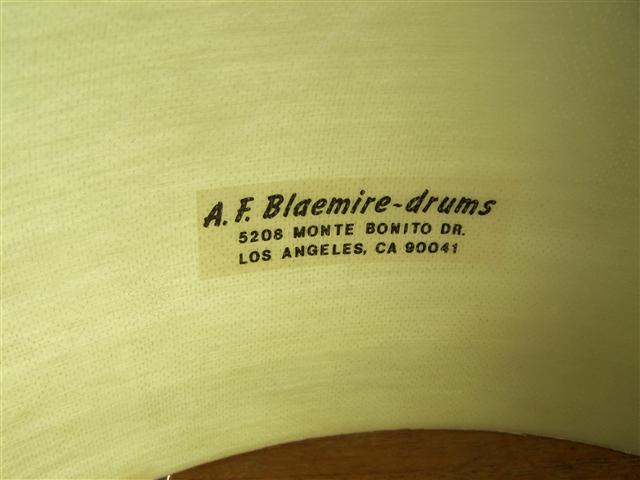 A. F. Blaemire-drums
5208 MONTE BONITO DR.
LOS ANGELES, CA 90041